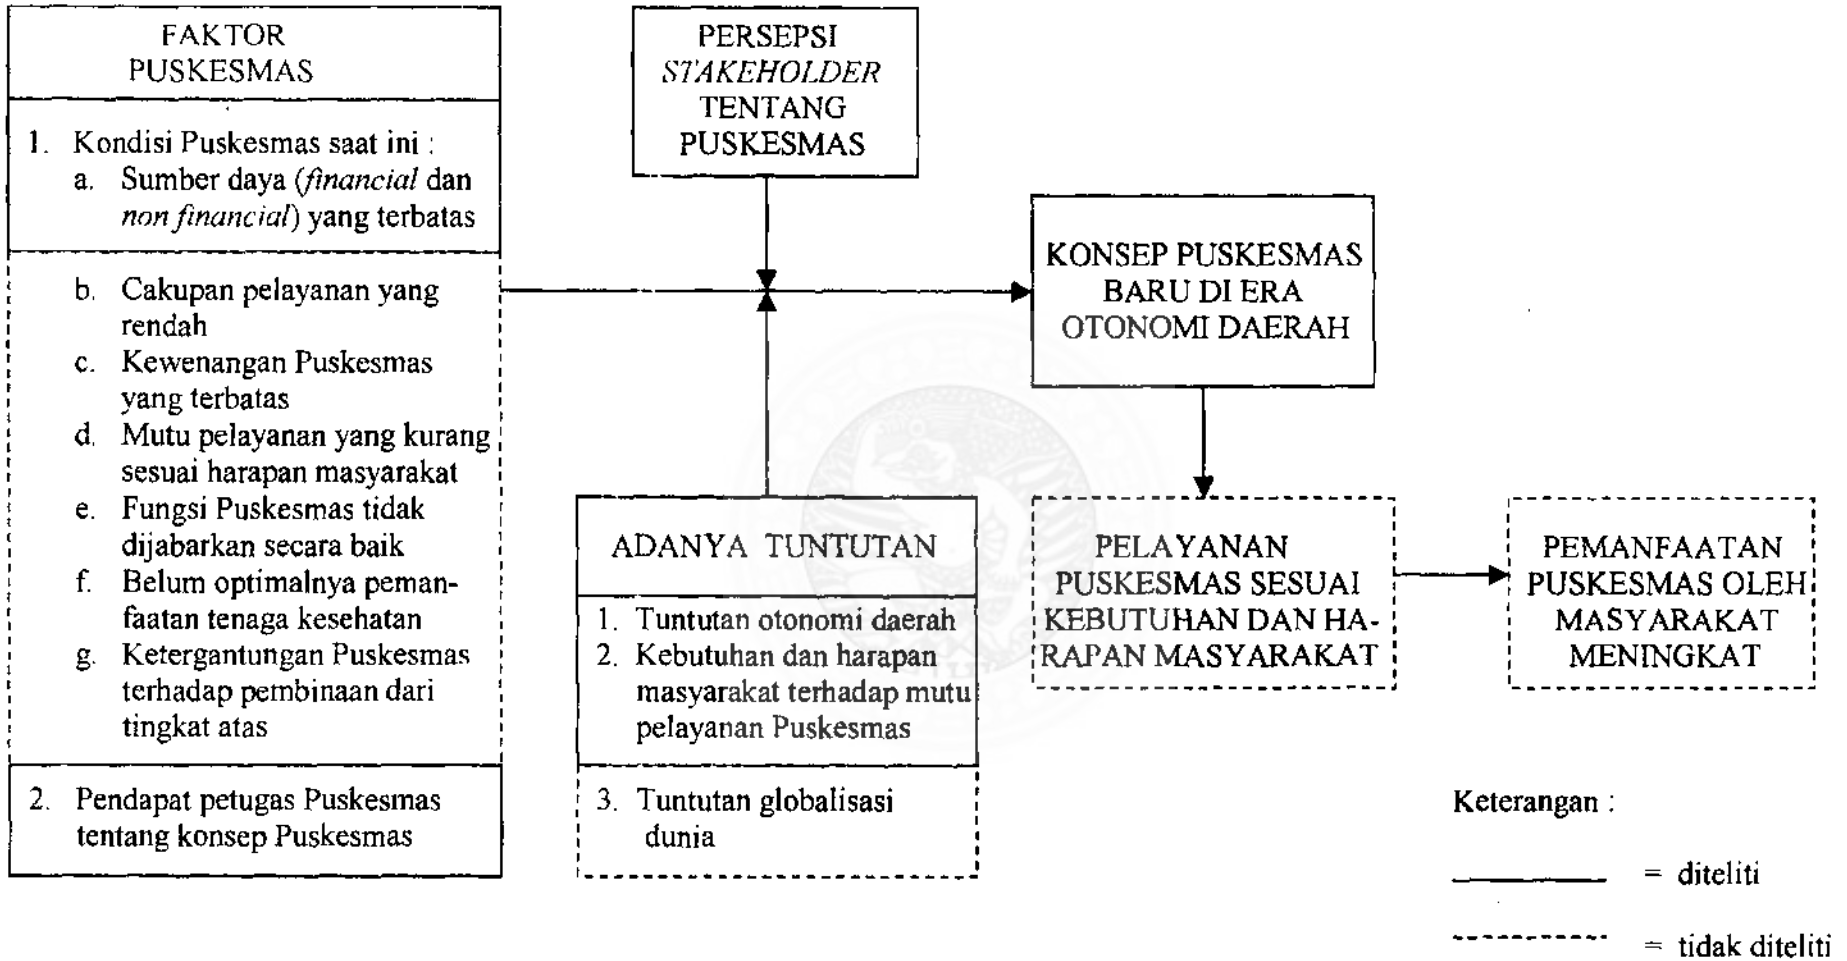 FAKTOR
PUSKESMAS
1. Kondisi Puskesmas saat ini :
a. Sumber daya (financial dan
non financial) yang terbatas
b. Cakupan pelayanan yang
rendah
c. Kewenangan Puskesmas
yang terbatas
d. Mutu pelayanan yang kurang
sesuai harapan masyarakat
e. Fungsi Puskesmas tidak
dijabarkan secara baik
f. Belum optimalnya peman-
faatan tenaga kesehatan
g. Ketergantungan Puskesmas
terhadap pembinaan dari
tingkat atas
2. Pendapat petugas Puskesmas
tentang konsep Puskesmas
PERSEPSI
STAKEHOLDER
TENTANG
PUSKESMAS
ADANYA TUNTUTAN
1. Tuntutan otonomi daerah
2. Kebutuhan dan harapan
masyarakat terhadap mutu
pelayanan Puskesmas
3. Tuntutan globalisasi
dunia
KONSEP PUSKESMAS
BARU DI ERA
OTONOMI DAERAH
PELAYANAN
PUSKESMAS SESUAI
KEBUTUHAN DAN HA-
RAPAN MASYARAKAT
PEMANFAATAN
PUSKESMAS OLEH
MASYARAKAT
MENINGKAT
Keterangan :
= diteliti
= tidak diteliti